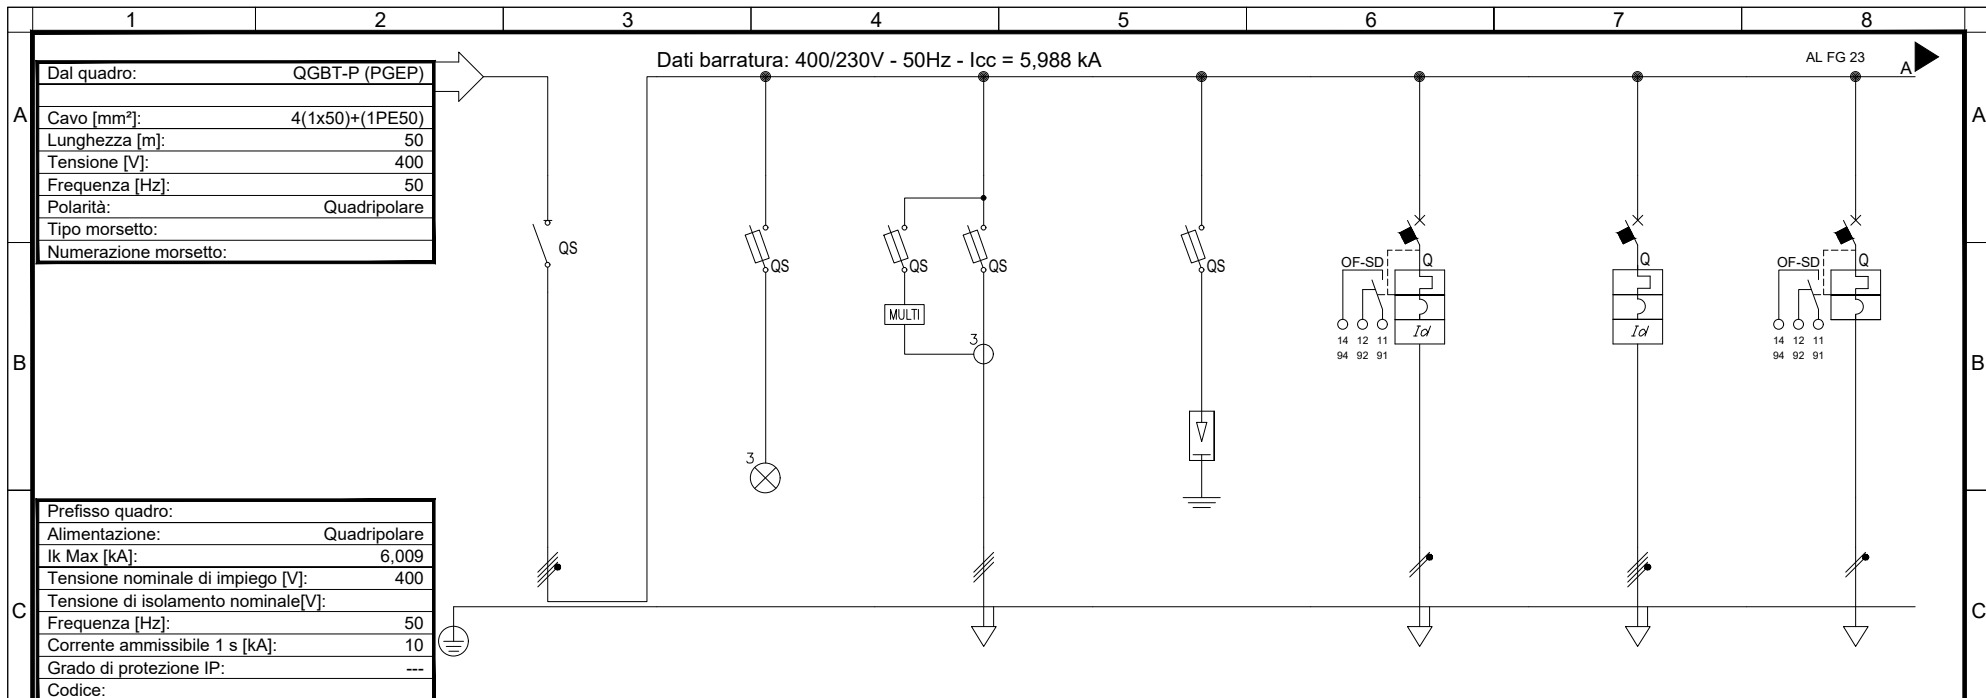 1 2 3 4 5 6 7 8
Dati barratura: 400/230V - 50Hz - Icc = 5,988 kA
AL FG 23
A
Dal quadro: QGBT-P (PGEP)
Cavo [mm²]: 4(1x50)+(1PE50)
Lunghezza [m]: 50
Tensione [V]: 400
Frequenza [Hz]: 50
Polarità: Quadripolare
Tipo morsetto:
Numerazione morsetto:
A A
QS
QS
QS QS
QS
OF-SD Q
Q
OF-SD Q
MULTI
3
Id
Id
14 12 11
94 92 91
14 12 11
94 92 91
B B
3
Prefisso quadro:
Alimentazione: Quadripolare
Ik Max [kA]: 6,009
Tensione nominale di impiego [V]: 400
Tensione di isolamento nominale[V]:
Frequenza [Hz]: 50
Corrente ammissibile 1 s [kA]: 10
Grado di protezione IP: ---
Codice:
C C